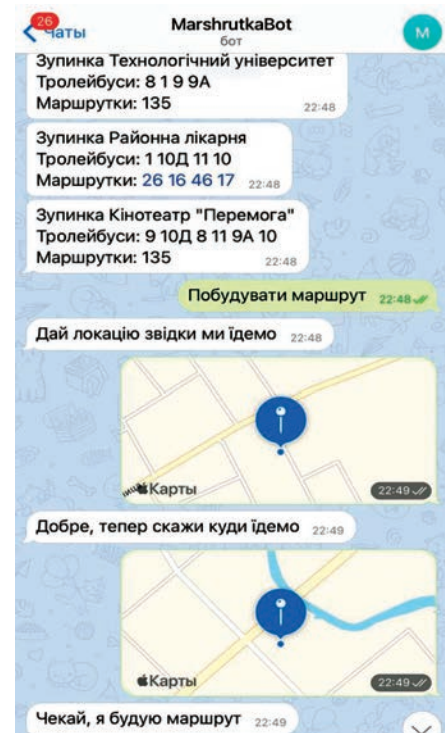 26
Чаты
MarshrutkaBot
бот
M
Зупинка Технологічний університет
Тролейбуси: 8 1 9 9А
Маршрутки: 135
22:48
Зупинка Районна лікарня
Тролейбуси: 1 10Д 11 10
Маршрутки: 26 16 46 17
22:48
Зупинка Кінотеатр "Перемога"
Тролейбуси: 9 10Д 8 11 9А 10
Маршрутки: 135
22:48
Побудувати маршрут 22:48
Дай локацію звідки ми їдемо 22:48
Карты
22:49
Добре, тепер скажи куди їдемо 22:49
Карты
22:49
Чекай, я будую маршрут 22:49